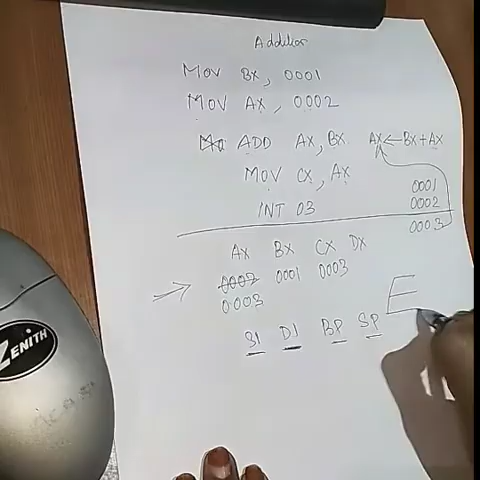 Addition
MOV BX, 0001
MOV AX, 0002
ADD AX, BX AX ← BX + AX
MOV CX, AX
0001
INT 03
0002
0003
AX BX CX DX
0002 0001 0003
0003
SI DI BP SP
E
ZENITH